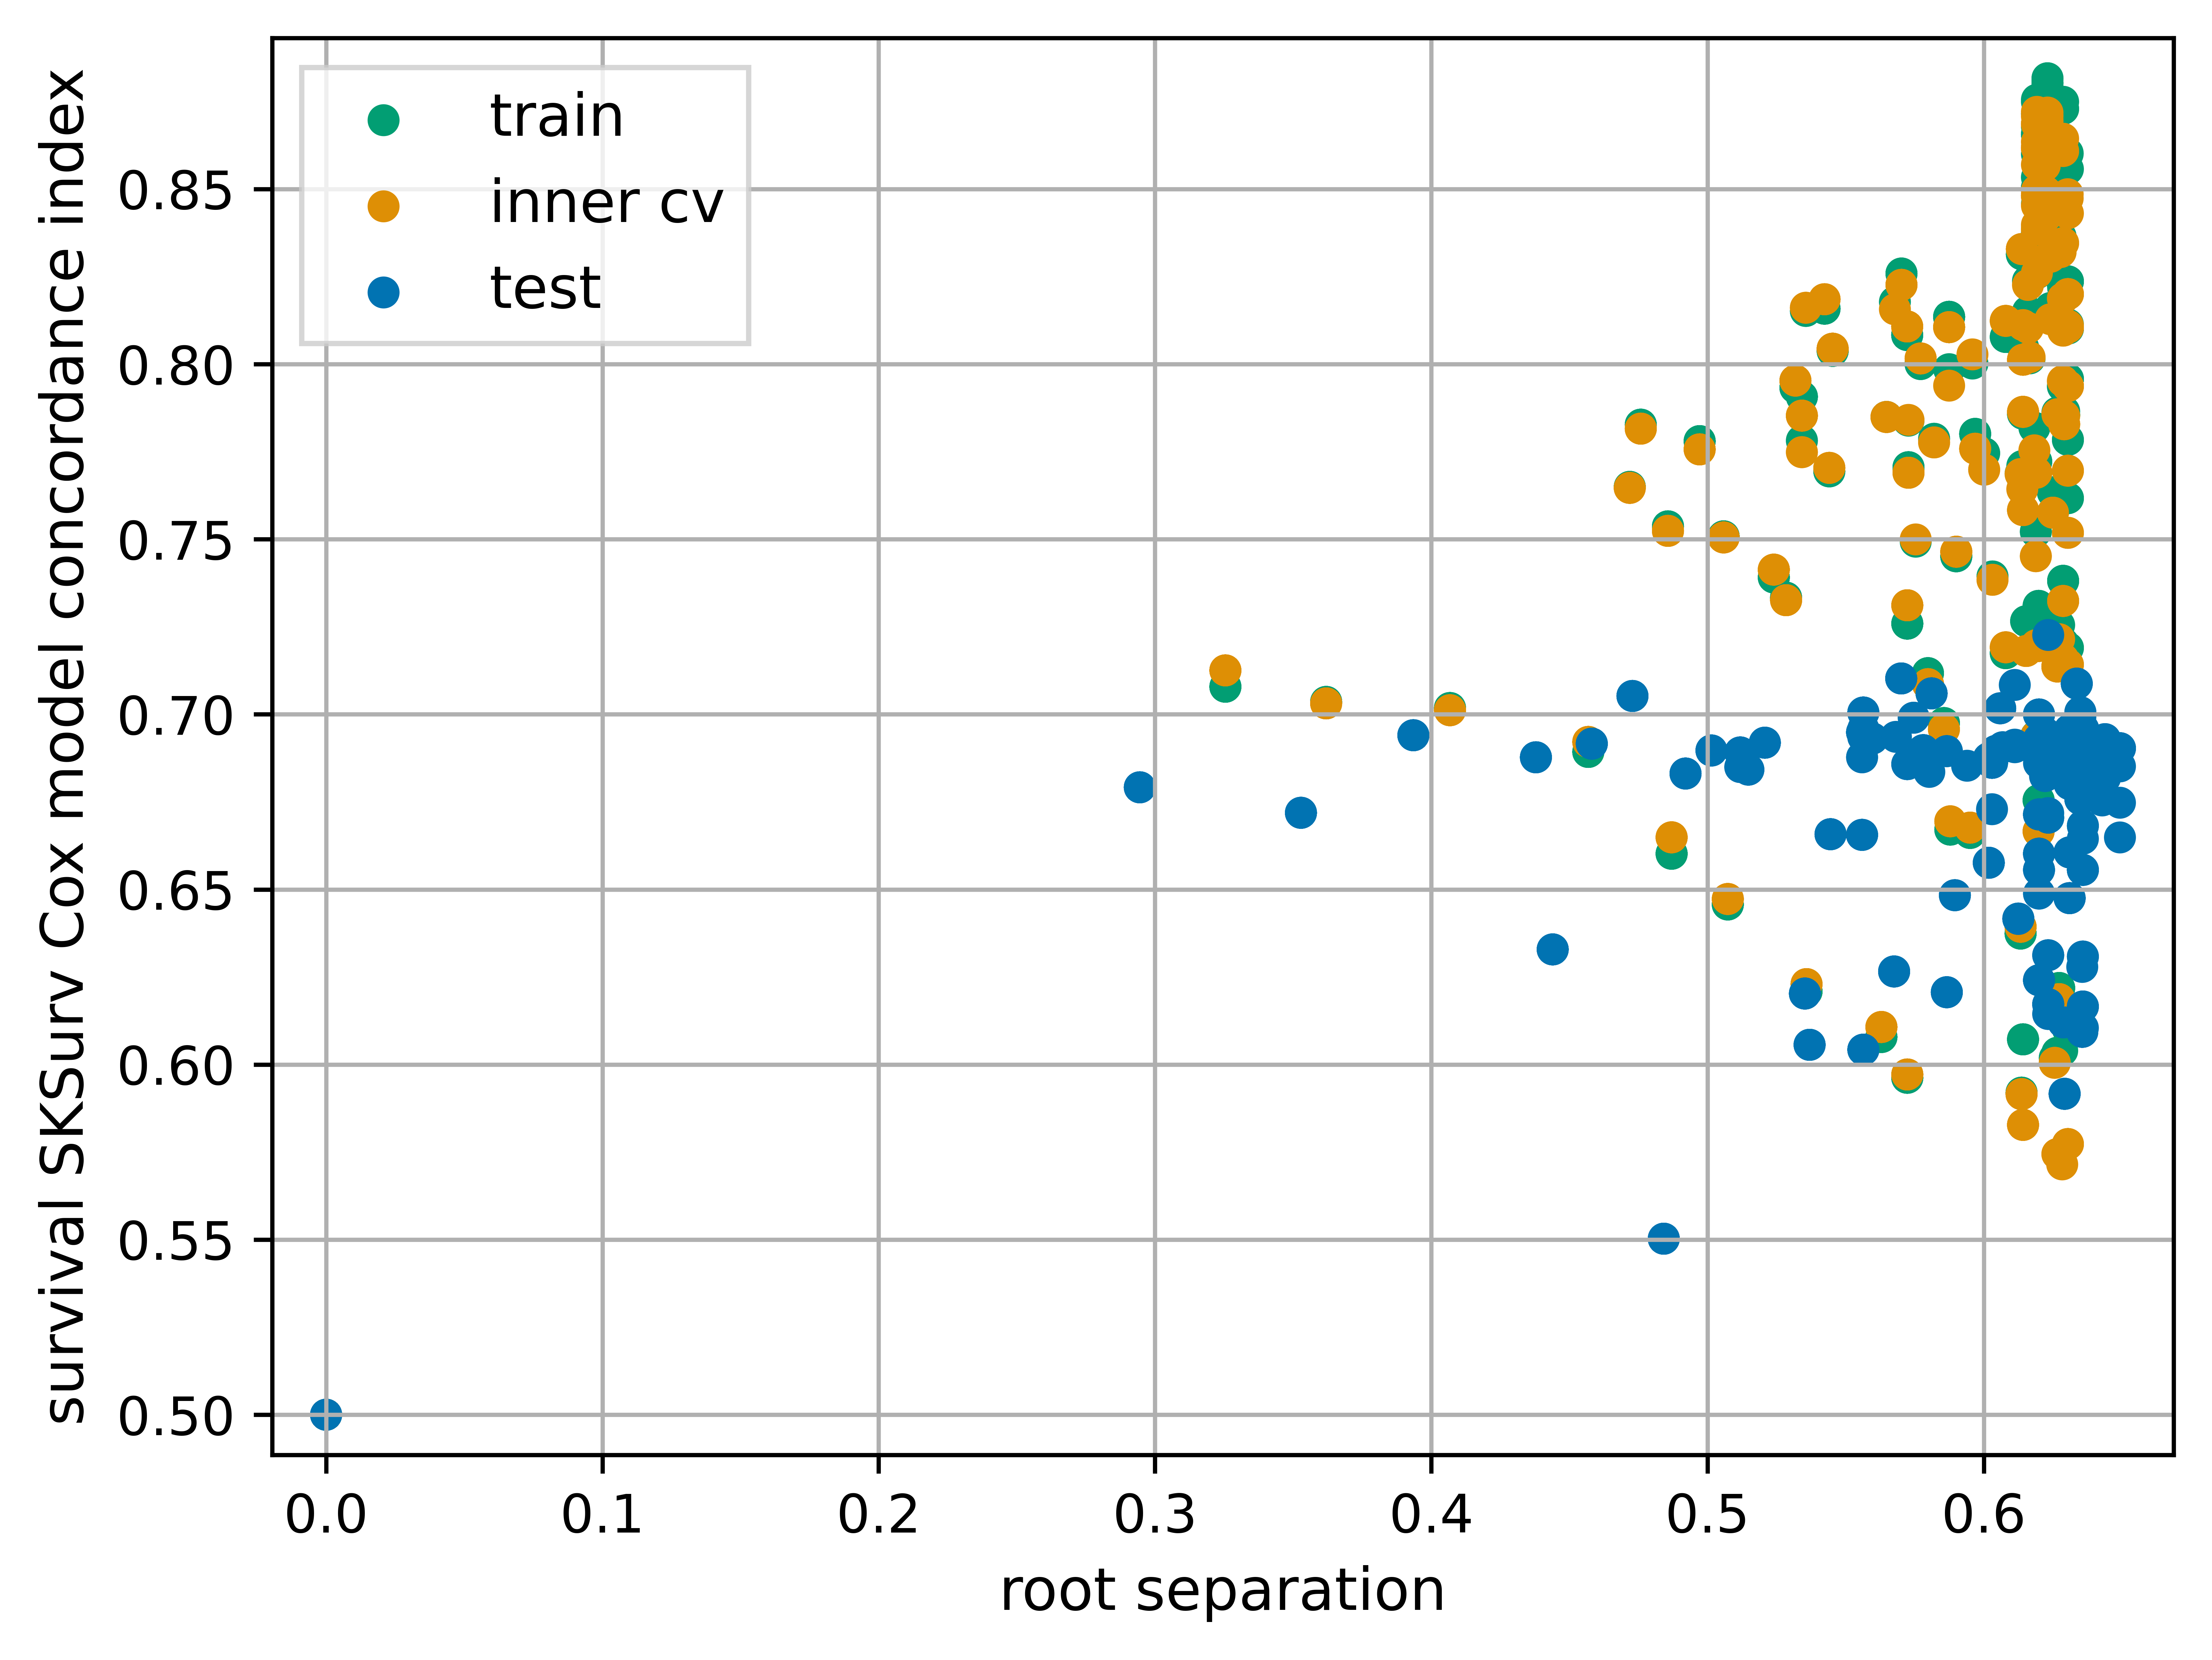 train
inner cv
test
survival SKSurv Cox model concordance index
0.85
0.80
0.75
0.70
0.65
0.60
0.55
0.50
0.0 0.1 0.2 0.3 0.4 0.5 0.6
root separation